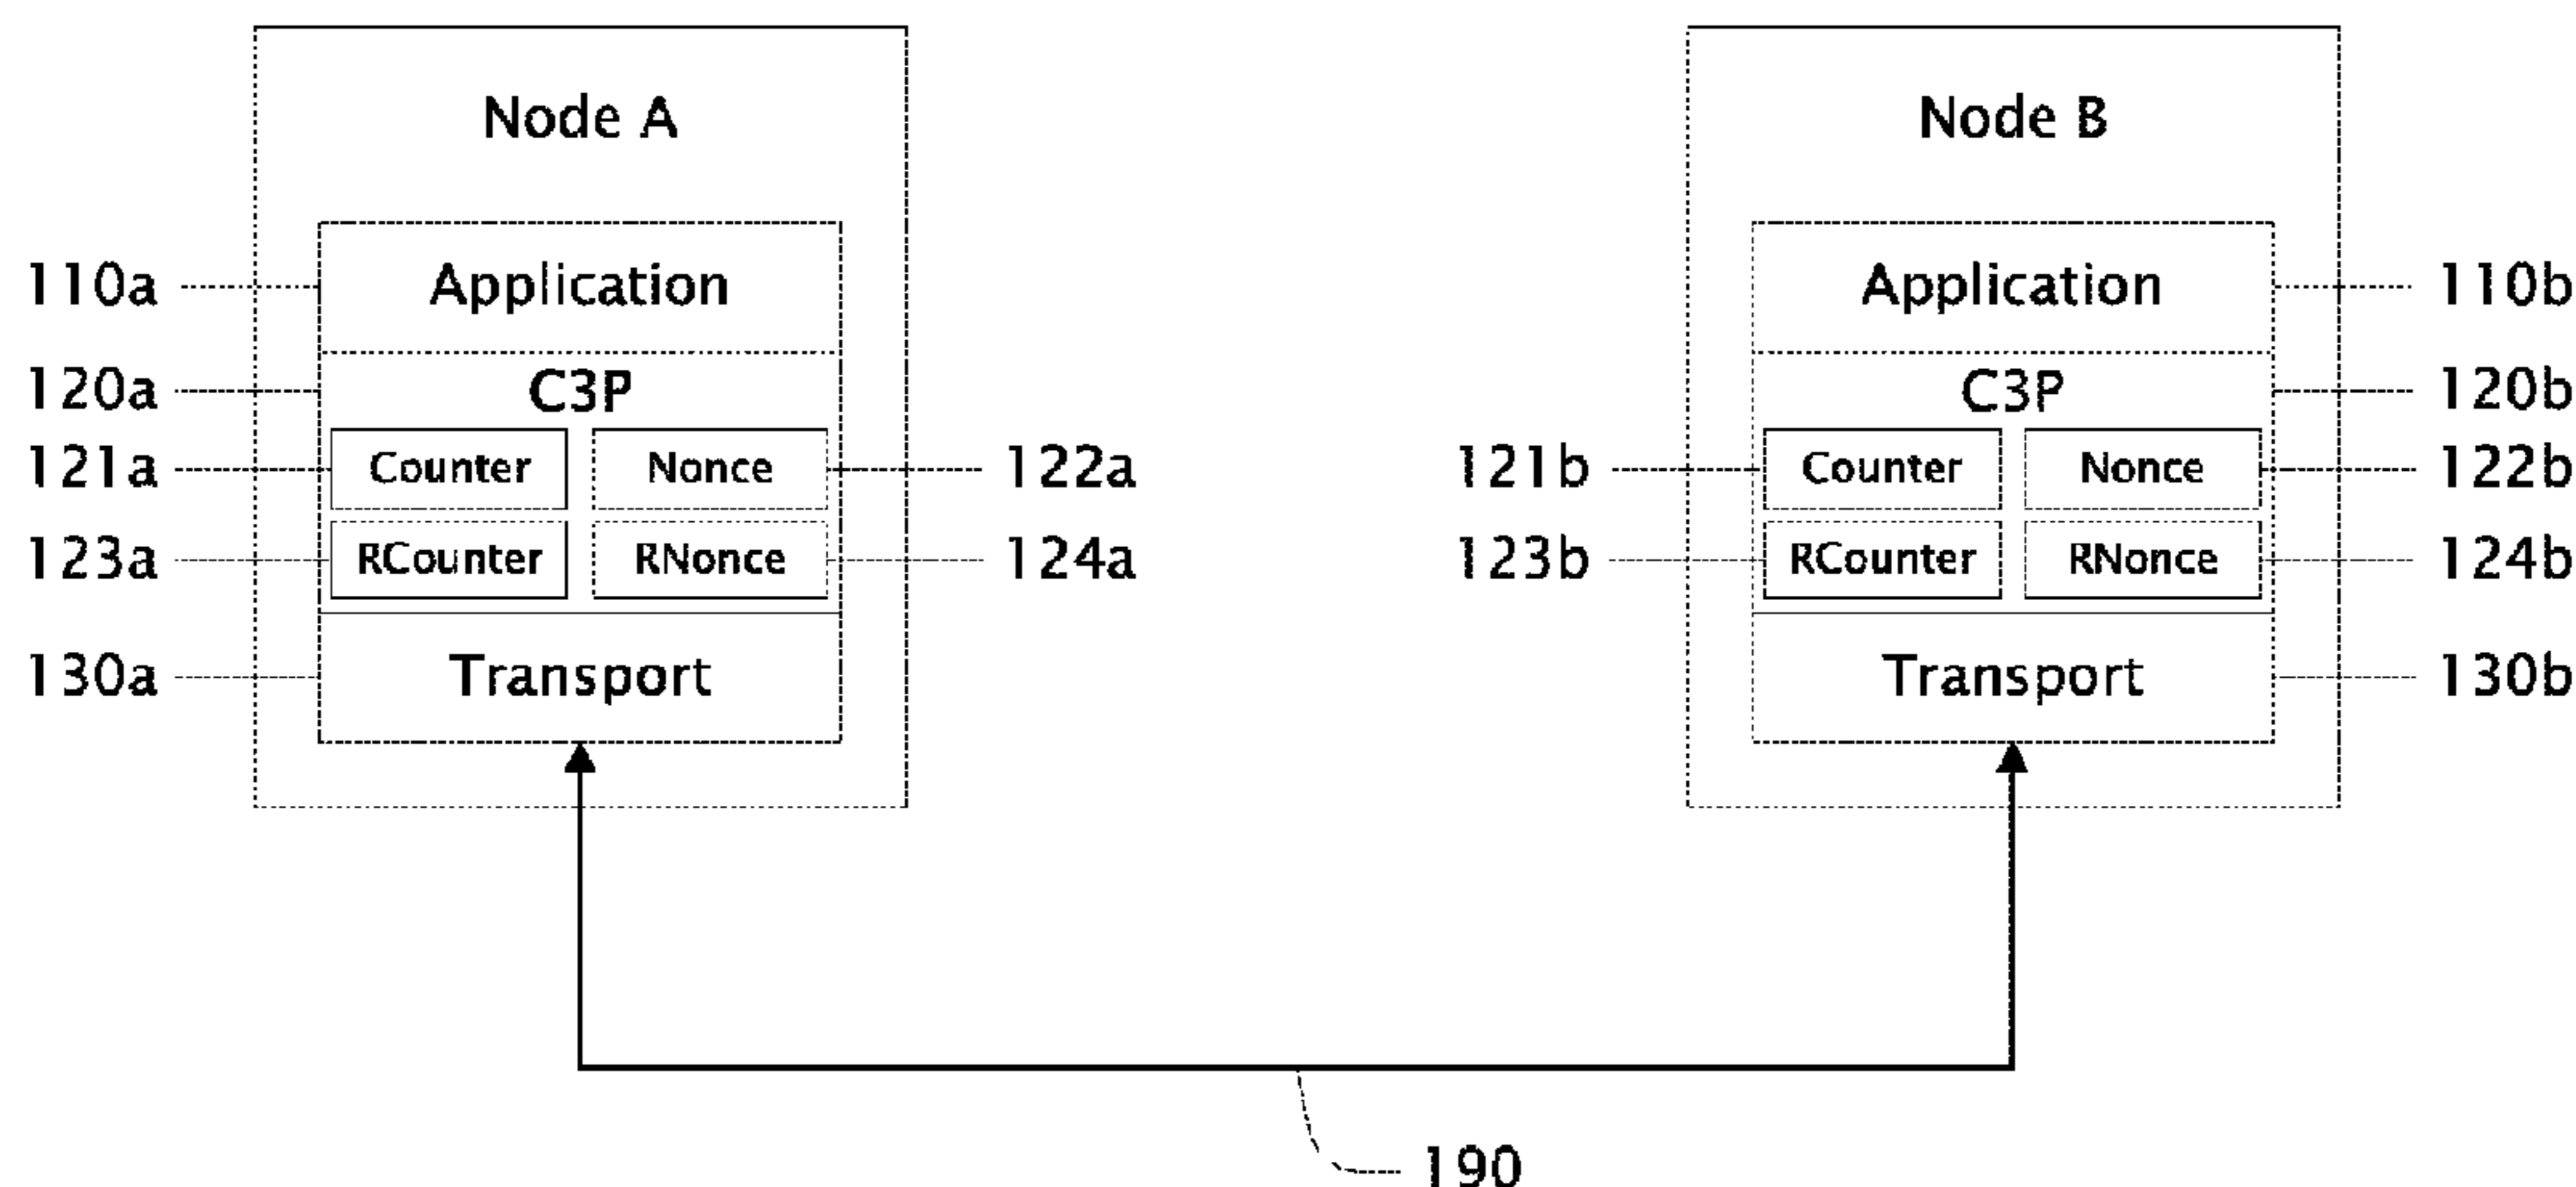 Node A Node B
110a Application Application 110b
120a C3P C3P 120b
121a Counter Nonce 122a 121b Counter Nonce 122b
123a RCounter RNonce 124a 123b RCounter RNonce 124b
130a Transport Transport 130b
190